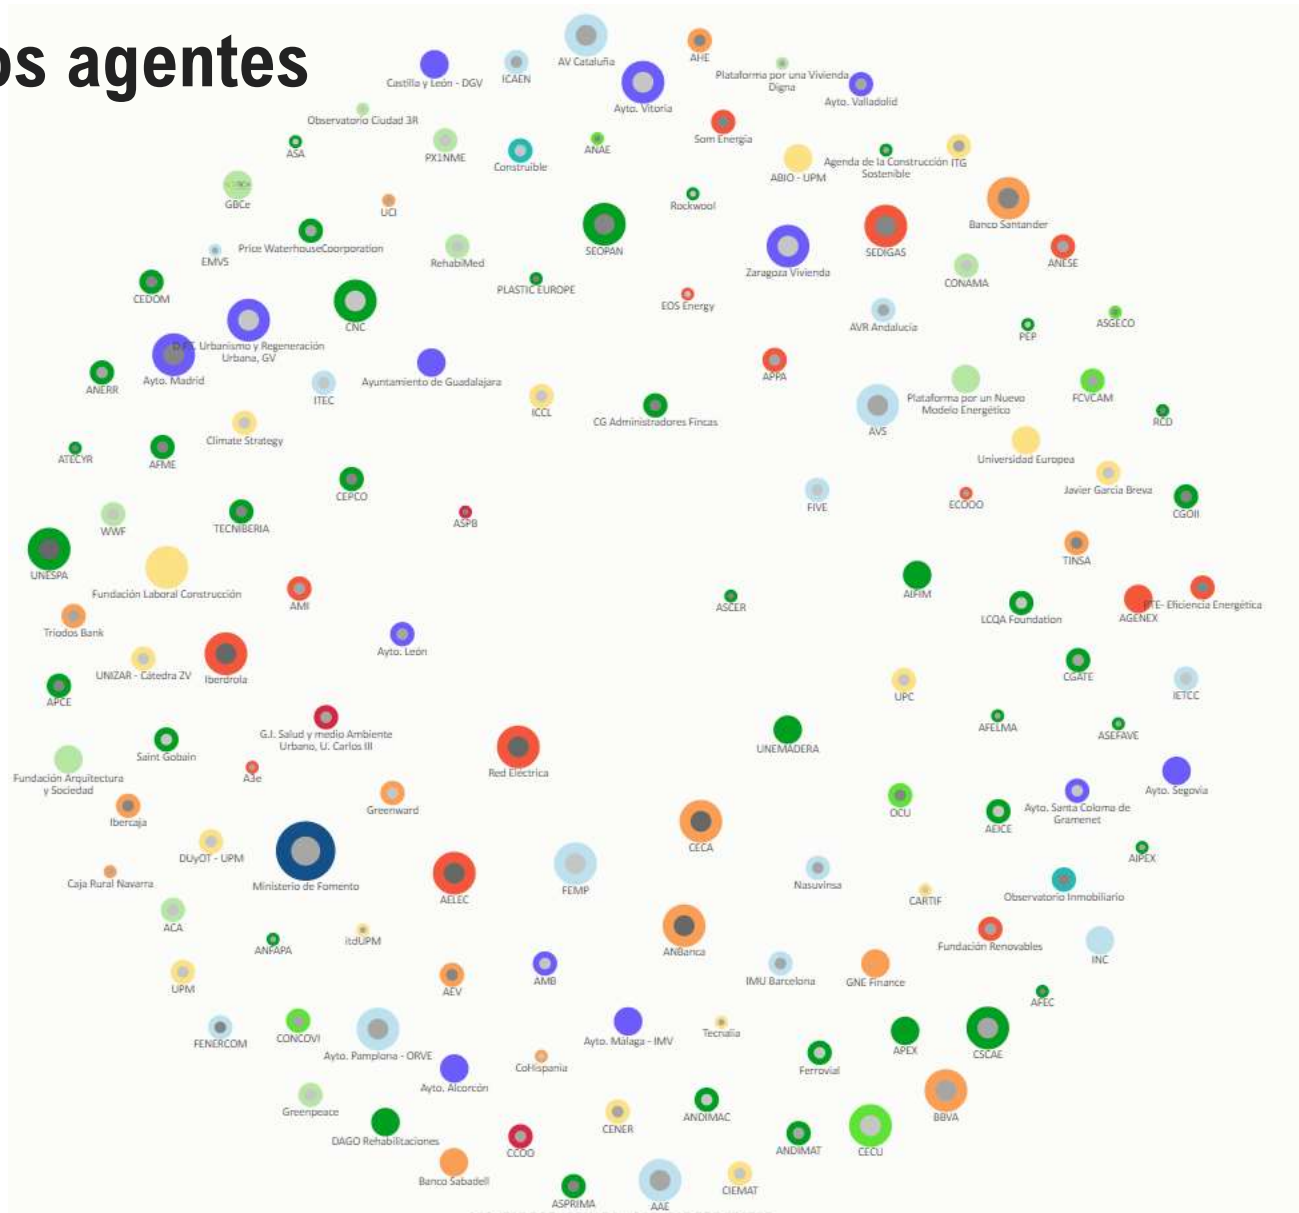 os agentes
AV Cataluña
AHE
Castilla y León - DGV
ICAEN
Plataforma por una Vivienda
Digna
Ayto. Vitoria
Ayto. Valladolid
Observatorio Ciudad 3R
Som Energia
ASA
PX1NME
Construible
ANAE
ABIO - UPM
Agenda de la Construcción
Sostenible
ITG
GBCe
UCI
Rockwool
Banco Santander
Price WaterhouseCoorporation
EMVS
RehabiMed
SEOPAN
Zaragoza Vivienda
SEDIGAS
ANESE
CONAMA
CEDOM
PLASTIC EUROPE
EOS Energy
CNC
AVR Andalucía
PEP
ASGECO
Urbanismo y Regeneración
Urbana, GV
Ayto. Madrid
ANERR
Ayuntamiento de Guadalajara
APPA
ITEC
ICCL
CG Administradores Fincas
AVS
Plataforma por un Nuevo
Modelo Energético
FCVCAM
RCD
Climate Strategy
ATECYR
AFME
Universidad Europea
CEPCO
Javier García Breva
FIVE
ECOOO
CGOII
WWF
TECNIBERIA
ASPB
UNESPA
TINSA
Fundación Laboral Construcción
AMI
ASCER
AIFIM
LCQA Foundation
AGENEX
PTE- Eficiencia Energética
Triodos Bank
Ayto. León
UNIZAR - Cátedra ZV
Iberdrola
CGATE
APCE
UPC
IETCC
G.I. Salud y medio Ambiente
Urbano, U. Carlos III
AFELMA
ASEFAVE
Saint Gobain
UNEMADERA
Red Eléctrica
Fundación Arquitectura
y Sociedad
A3e
Ayto. Segovia
Greenward
OCU
Ayto. Santa Coloma de
Gramenet
Ibercaja
AEICE
CECA
DUyOT - UPM
AIPEX
Ministerio de Fomento
Caja Rural Navarra
AELEC
FEMP
Nasuvinsa
CARTIF
Observatorio Inmobiliario
ACA
ANFAPA
itdUPM
ANBanca
Fundación Renovables
INC
UPM
AEV
AMB
IMU Barcelona
GNE Finance
AFEC
FENERCOM
CONCOVI
Ayto. Pamplona - ORVE
Ayto. Málaga - IMV
Tecnalia
APEX
CSCAE
CoHispania
Ferrovial
Ayto. Alcorcón
Greenpeace
ANDIMAC
BBVA
DAGO Rehabilitaciones
CENER
CCOO
ANDIMAT
CECU
Banco Sabadell
ASPRIMA
AAE
CIEMAT